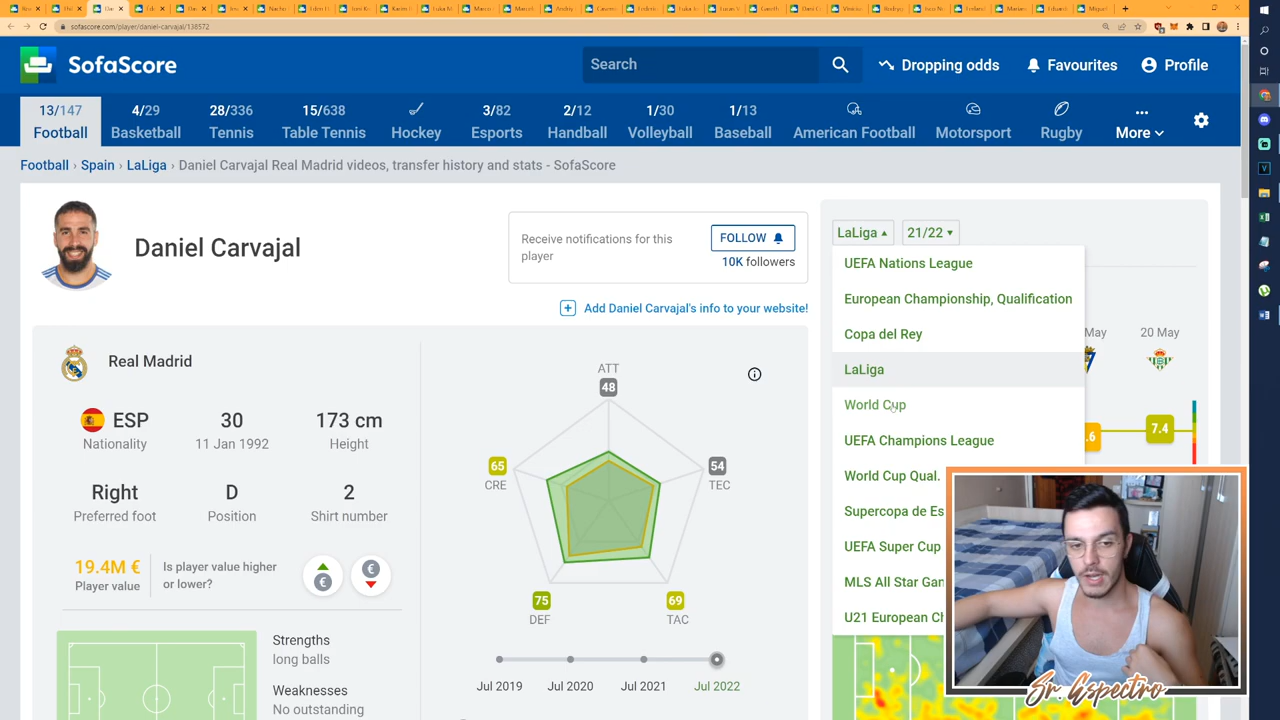 sofascore.com/player/daniel-carvajal/138572
SofaScore
Search
Dropping odds
Favourites
Profile
13/147
Football
4/29
Basketball
28/336
Tennis
15/638
Table Tennis
Hockey
3/82
Esports
2/12
Handball
1/30
Volleyball
1/13
Baseball
American Football
Motorsport
Rugby
More
Football › Spain › LaLiga › Daniel Carvajal Real Madrid videos, transfer history and stats - SofaScore
Daniel Carvajal
Receive notifications for this
player
FOLLOW
10K followers
Add Daniel Carvajal's info to your website!
Real Madrid
ESP
Nationality
30
11 Jan 1992
173 cm
Height
Right
Preferred foot
D
Position
2
Shirt number
19.4M €
Player value
Is player value higher
or lower?
€
€
Strengths
long balls
Weaknesses
No outstanding
ATT
48
65
CRE
54
TEC
75
DEF
69
TAC
Jul 2019
Jul 2020
Jul 2021
Jul 2022
LaLiga
21/22
UEFA Nations League
European Championship, Qualification
Copa del Rey
LaLiga
World Cup
UEFA Champions League
World Cup Qual.
Supercopa de Es
UEFA Super Cup
MLS All Star Gam
U21 European Ch
May
20 May
.6
7.4
Sr. Espectro